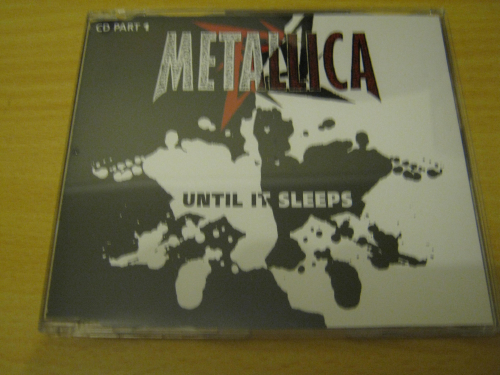 CD PART 1
METALLICA
UNTIL IT SLEEPS